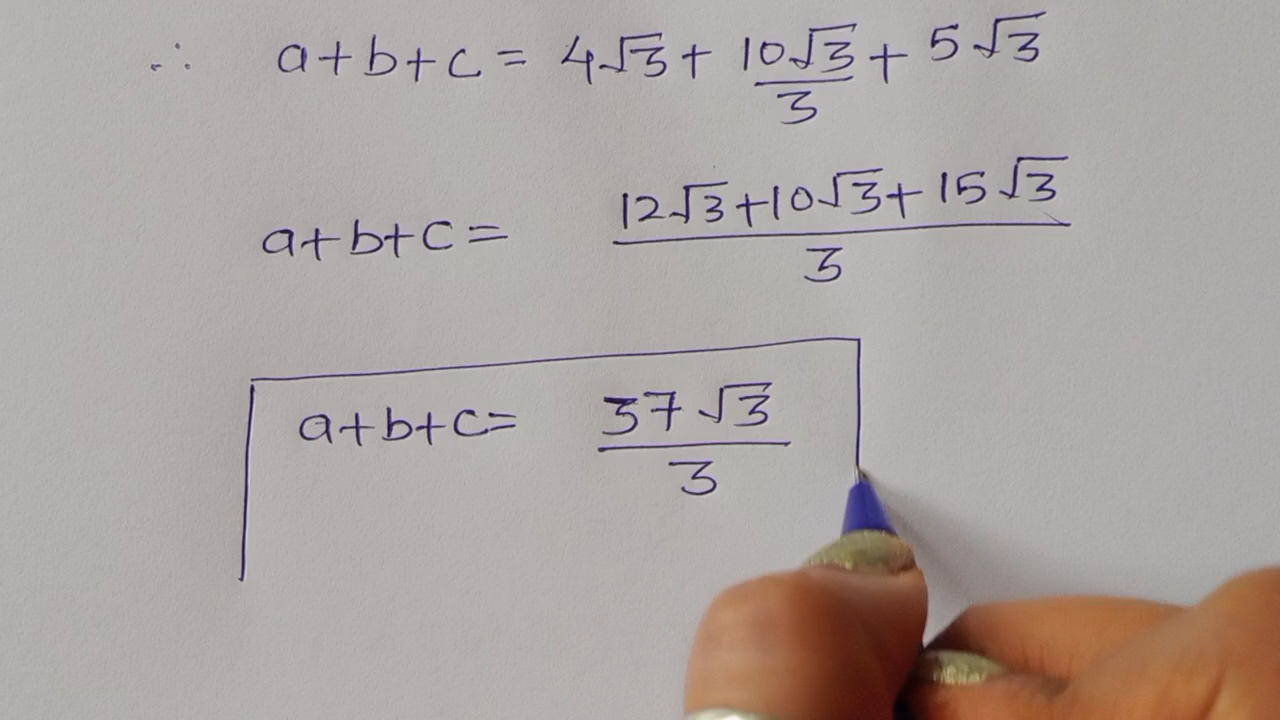 ∴ a+b+c = 4√3 + 10√3/3 + 5√3
a+b+c = (12√3+10√3+15√3)/3
a+b+c= 37√3/3